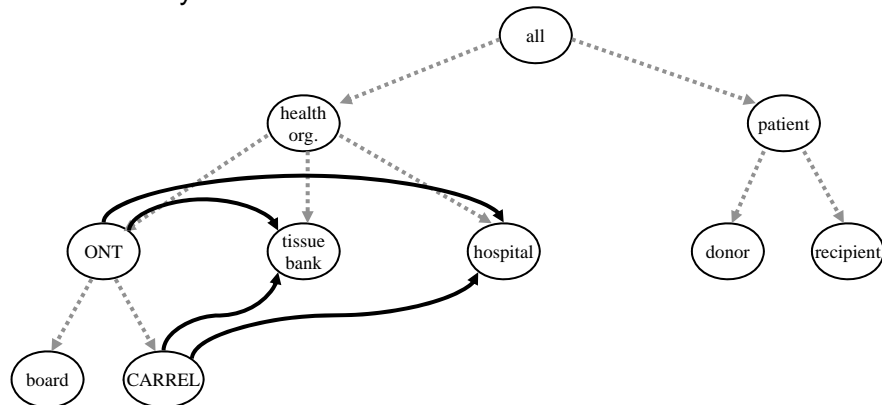 all
health
org.
patient
ONT
tissue
bank
hospital
donor
recipient
board
CARREL